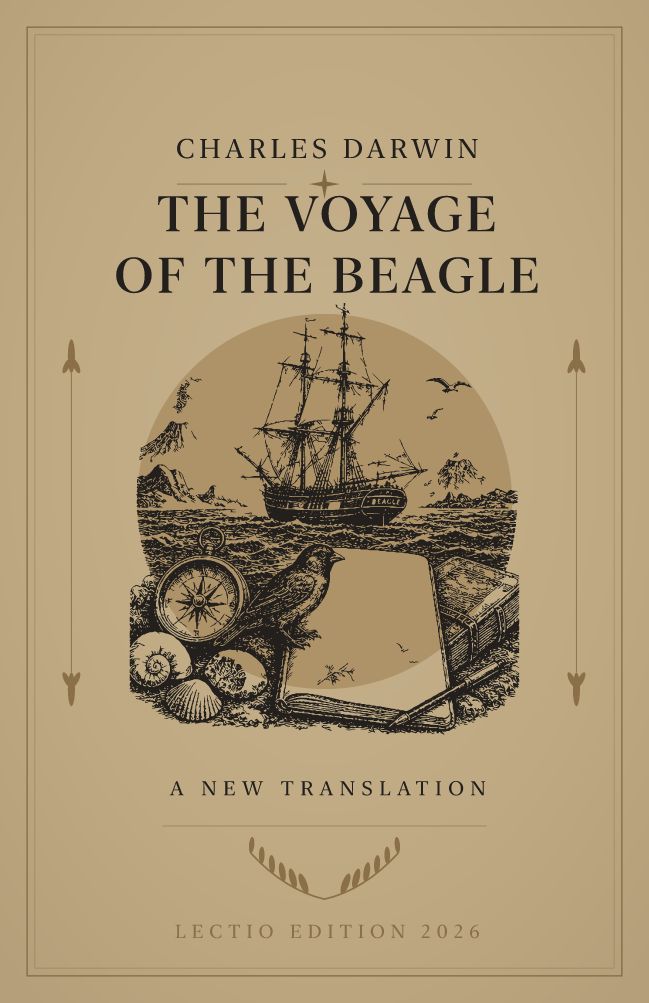 CHARLES DARWIN
THE VOYAGE
OF THE BEAGLE
BEAGLE
A NEW TRANSLATION
LECTIO EDITION 2026